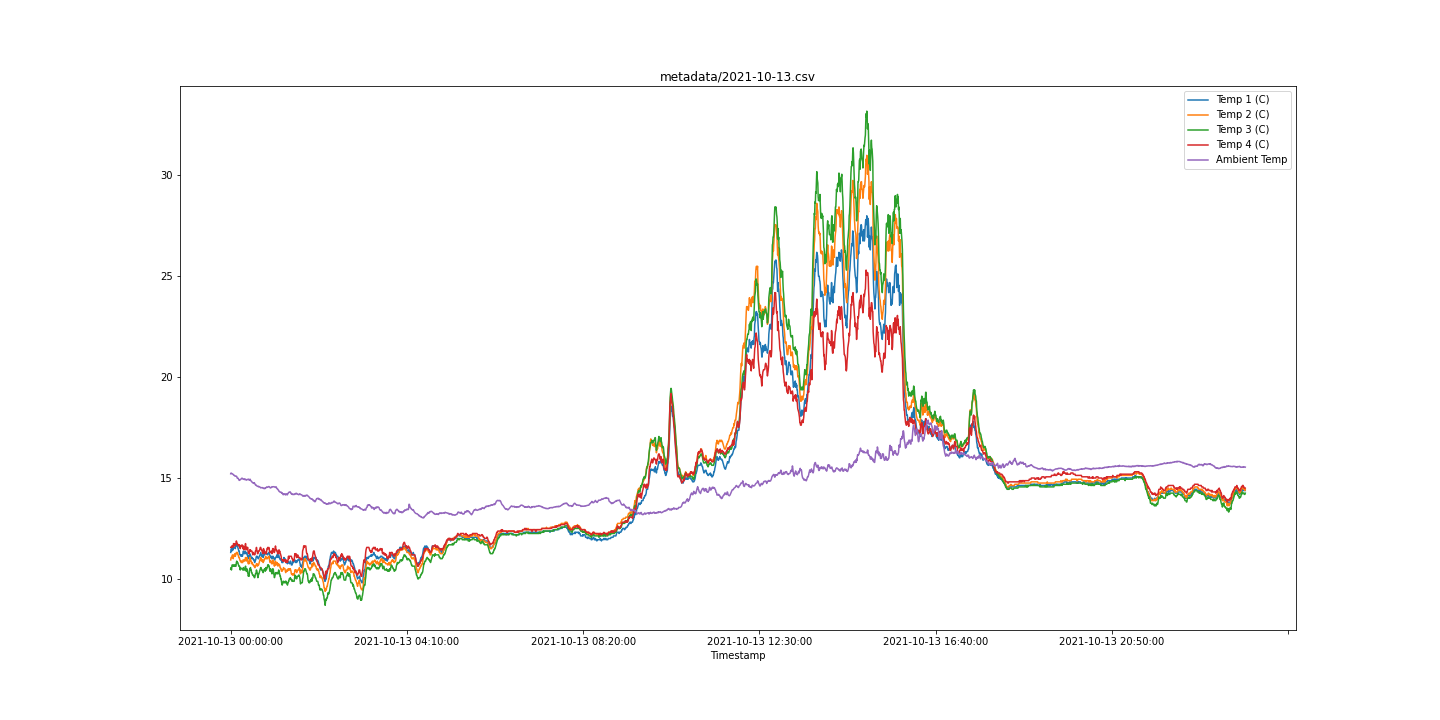 metadata/2021-10-13.csv
Temp 1 (C)
Temp 2 (C)
Temp 3 (C)
Temp 4 (C)
Ambient Temp
30
25
20
15
10
2021-10-13 00:00:00 2021-10-13 04:10:00 2021-10-13 08:20:00 2021-10-13 12:30:00 2021-10-13 16:40:00 2021-10-13 20:50:00
Timestamp